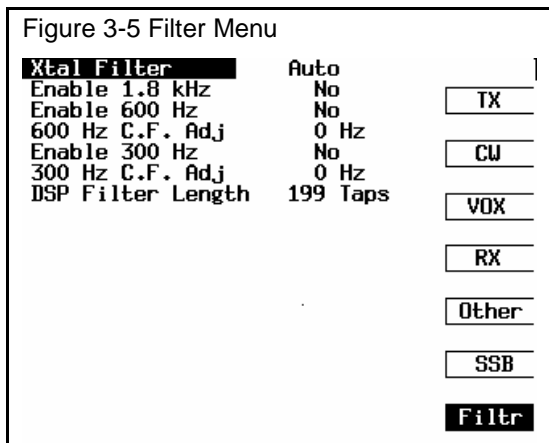 Figure 3-5 Filter Menu
Xtal Filter Auto
Enable 1.8 kHz No
Enable 600 Hz No
600 Hz C.F. Adj 0 Hz
Enable 300 Hz No
300 Hz C.F. Adj 0 Hz
DSP Filter Length 199 Taps
TX
CW
VOX
RX
Other
SSB
Filtr